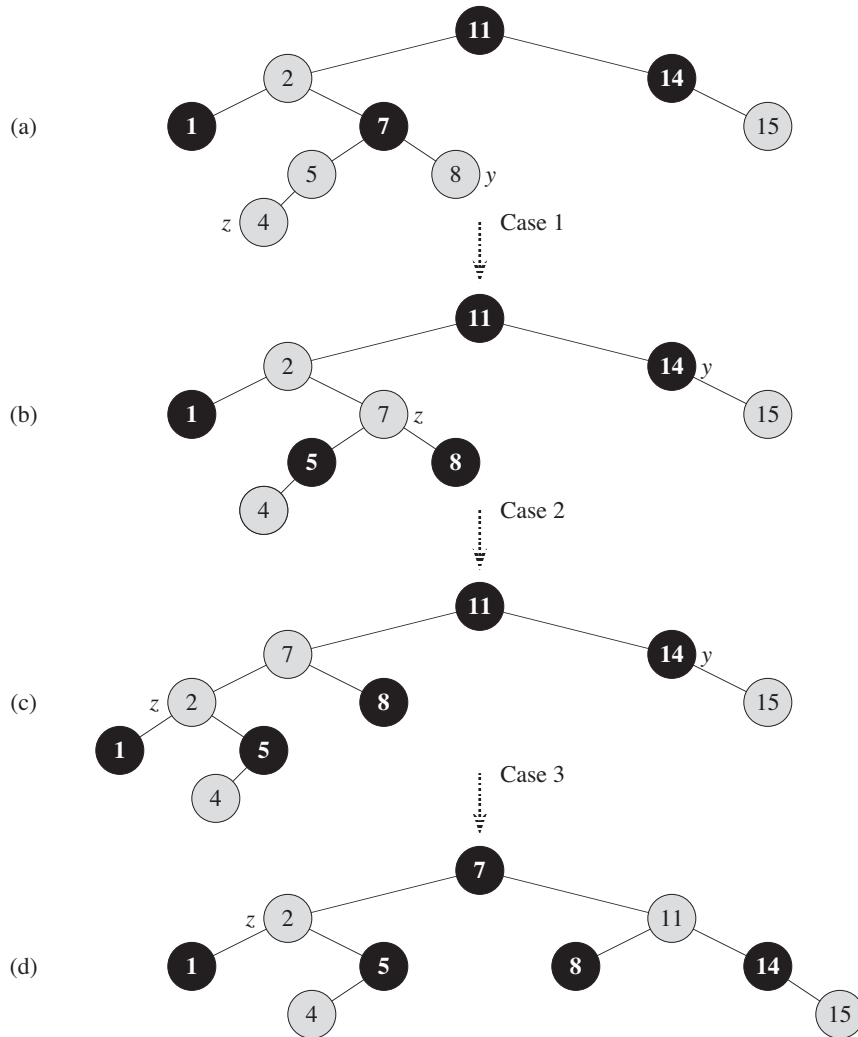 11
2 14
(a) 1 7 15
5 8 y
z 4 Case 1
11
2 14 y
(b) 1 7 z 15
5 8
4 Case 2
11
7 14 y
(c) z 2 8 15
1 5
4 Case 3
7
z 2 11
(d) 1 5 8 14
4 15